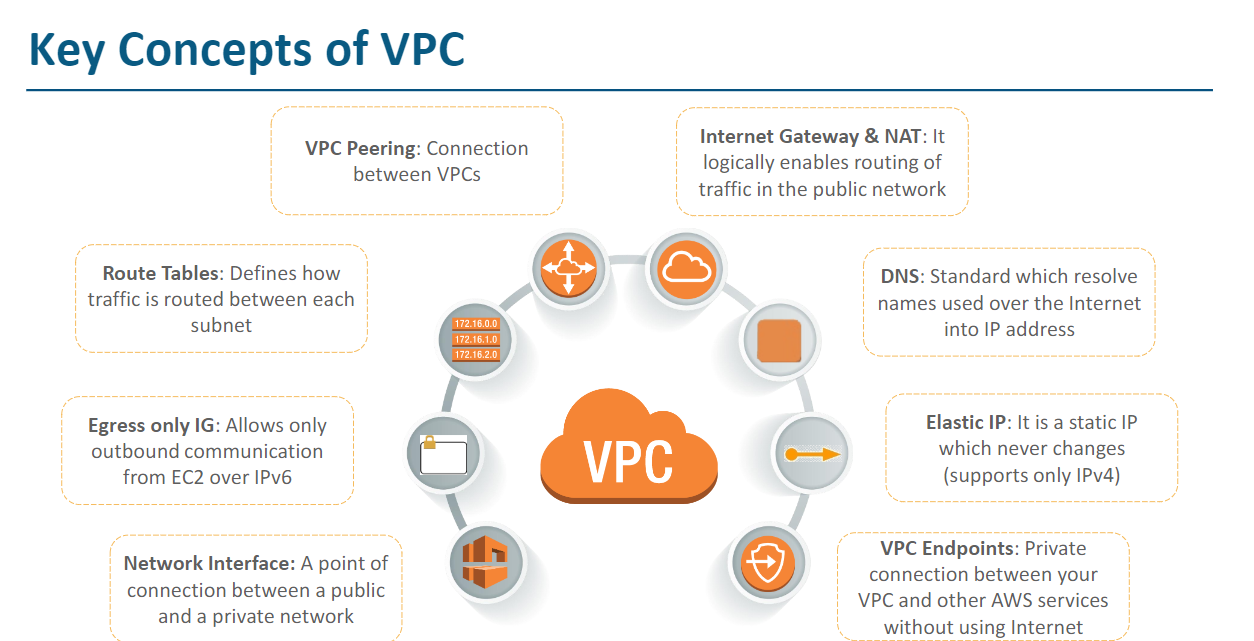 Key Concepts of VPC
VPC Peering: Connection
between VPCs
Internet Gateway & NAT: It
logically enables routing of
traffic in the public network
Route Tables: Defines how
traffic is routed between each
subnet
DNS: Standard which resolve
names used over the Internet
into IP address
172.16.0.0
172.16.1.0
172.16.2.0
Egress only IG: Allows only
outbound communication
from EC2 over IPv6
VPC
Elastic IP: It is a static IP
which never changes
(supports only IPv4)
Network Interface: A point of
connection between a public
and a private network
VPC Endpoints: Private
connection between your
VPC and other AWS services
without using Internet